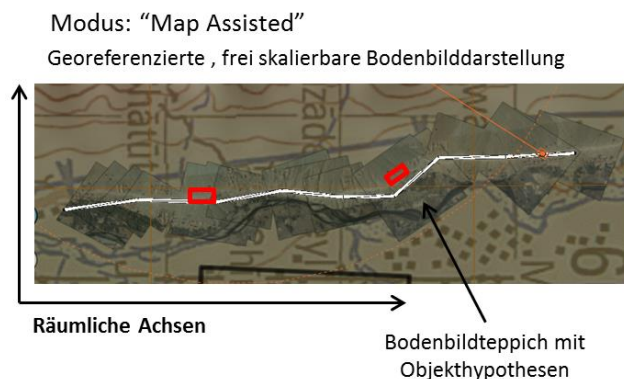 Modus: “Map Assisted”
Georeferenzierte , frei skalierbare Bodenbilddarstellung
Räumliche Achsen
Bodenbildteppich mit
Objekthypothesen